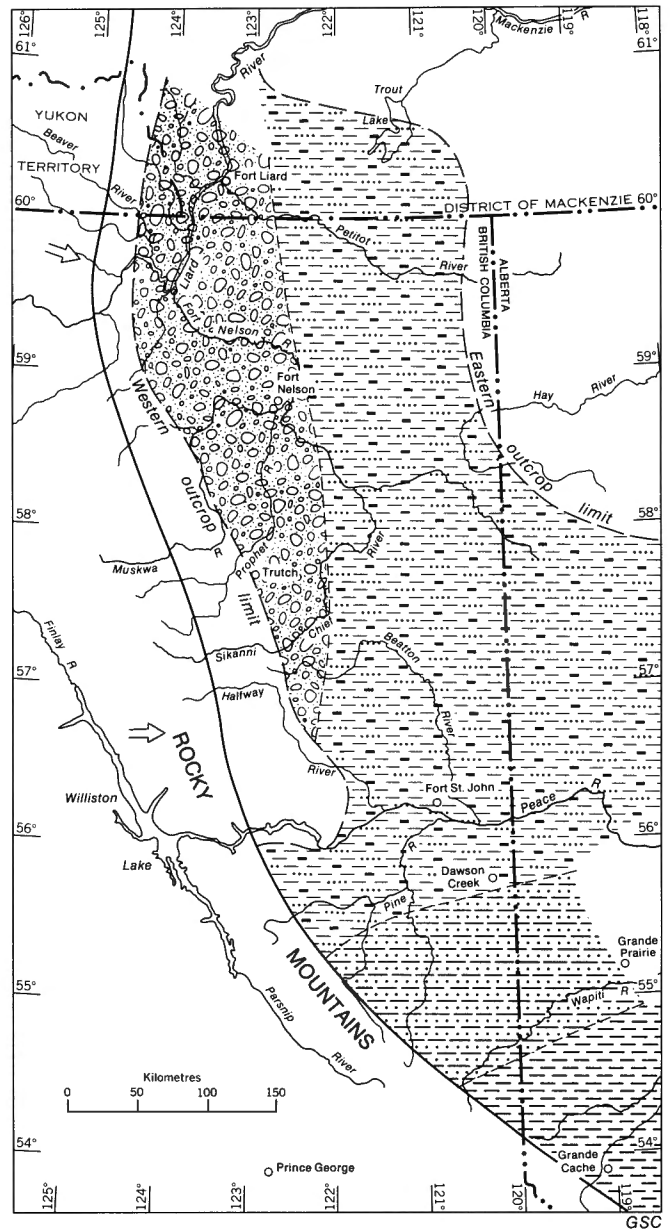 126° 125° 124° 123° 122° 121° 120° 119° 118°
61° 61°
Mackenzie R
River
Trout
Lake
YUKON
Beaver
TERRITORY
River
Fort Liard
60° DISTRICT OF MACKENZIE 60°
Petitot
River
Liard
ALBERTA
BRITISH COLUMBIA
Fort
Nelson
R
59° 59°
Fort
Nelson
Eastern
outcrop
limit
Hay River
Western
outcrop
limit
58° 58°
R
Muskwa
Prophet
R
River
Trutch
Chief
Sikanni
Beatton
River
Finlay R
57° 57°
Halfway
River
ROCKY
MOUNTAINS
Williston
Lake
Fort St. John
Peace R
56° 56°
R
Dawson
Creek
Pine
Grande
Prairie
55° 55°
Wapiti R
Parsnip
River
Kilometres
0 50 100 150
54° 54°
Grande
Cache
Prince George
125° 124° 123° 122° 121° 120° 119°
GSC